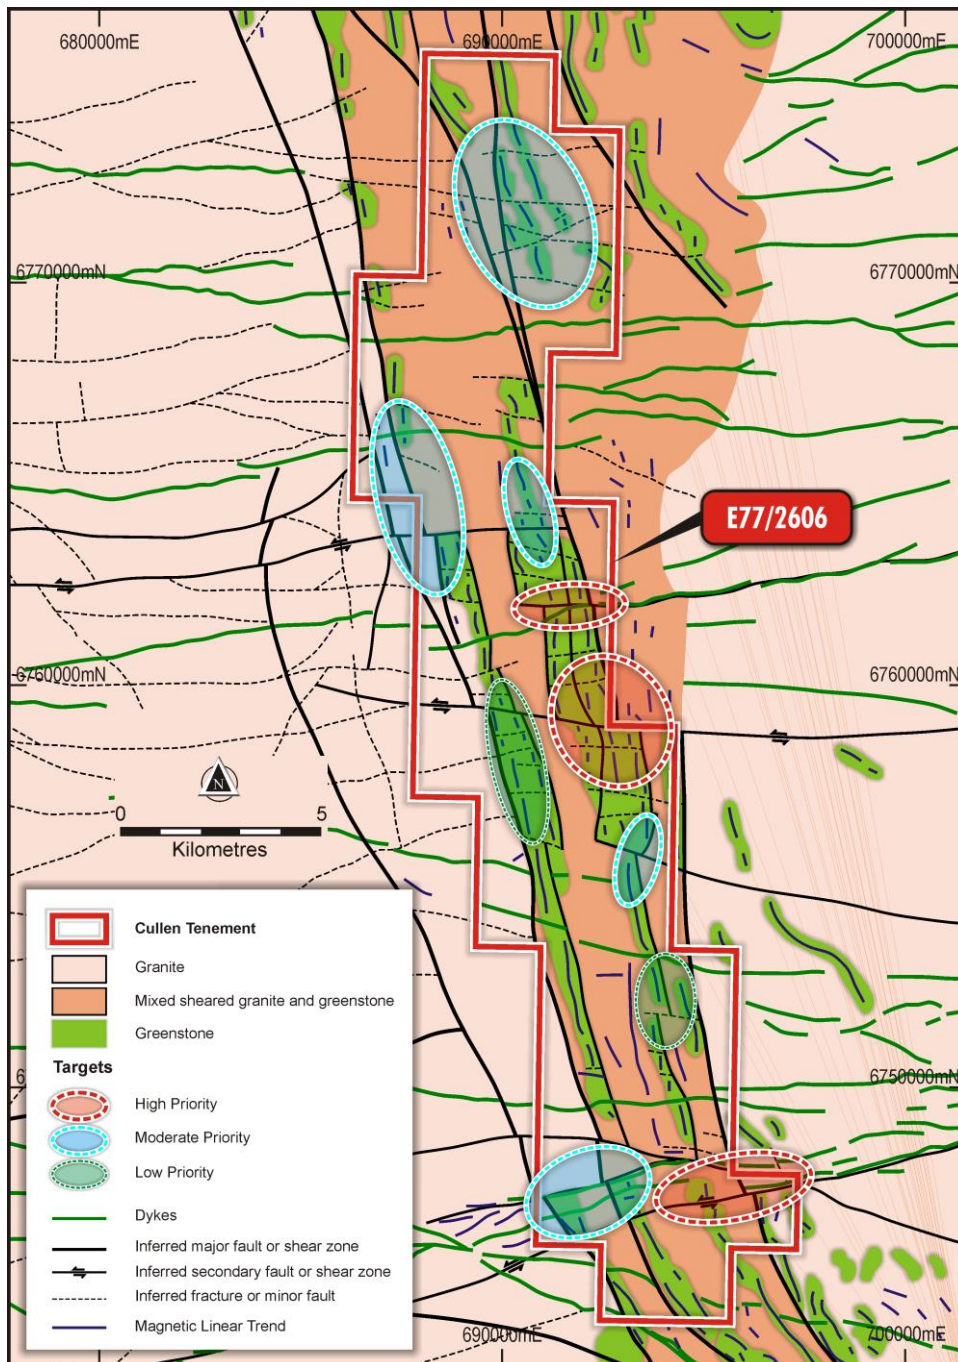 680000mE
690000mE
700000mE
6770000mN
6770000mN
E77/2606
6760000mN
6760000mN
N
0
5
Kilometres
6750000mN
Cullen Tenement
Granite
Mixed sheared granite and greenstone
Greenstone
Targets
High Priority
Moderate Priority
Low Priority
Dykes
Inferred major fault or shear zone
Inferred secondary fault or shear zone
Inferred fracture or minor fault
Magnetic Linear Trend
690000mE
700000mE